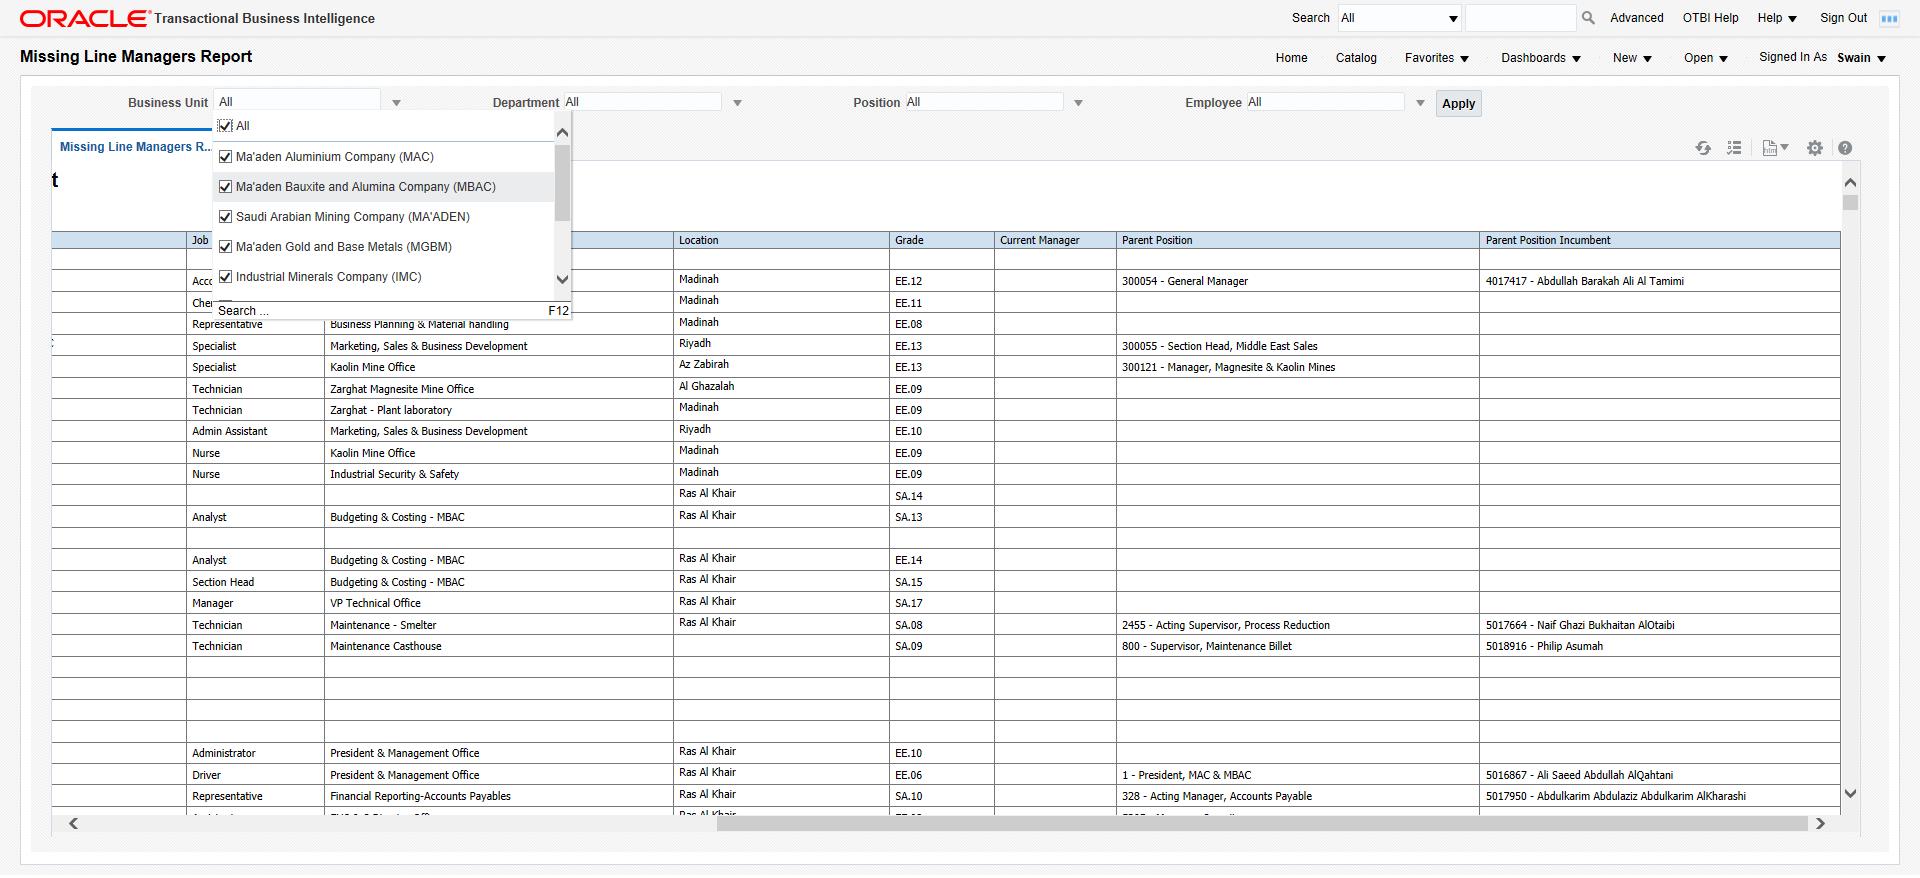 ORACLE® Transactional Business Intelligence Search All Advanced OTBI Help Help Sign Out
Missing Line Managers Report Home Catalog Favorites Dashboards New Open Signed In As Swain
Business Unit All Department All Position All Employee All Apply
All
Missing Line Managers R...
Ma'aden Aluminium Company (MAC)
Ma'aden Bauxite and Alumina Company (MBAC)
Saudi Arabian Mining Company (MA'ADEN)
Ma'aden Gold and Base Metals (MGBM)
Industrial Minerals Company (IMC)
Search ... F12
t
Job Location Grade Current Manager Parent Position Parent Position Incumbent
Acco Madinah EE.12 300054 - General Manager 4017417 - Abdullah Barakah Ali Al Tamimi
Cher Madinah EE.11
Representative Business Planning & Material handling Madinah EE.08
Specialist Marketing, Sales & Business Development Riyadh EE.13 300055 - Section Head, Middle East Sales
Specialist Kaolin Mine Office Az Zabirah EE.13 300121 - Manager, Magnesite & Kaolin Mines
Technician Zarghat Magnesite Mine Office Al Ghazalah EE.09
Technician Zarghat - Plant laboratory Madinah EE.09
Admin Assistant Marketing, Sales & Business Development Riyadh EE.10
Nurse Kaolin Mine Office Madinah EE.09
Nurse Industrial Security & Safety Madinah EE.09
Ras Al Khair SA.14
Analyst Budgeting & Costing - MBAC Ras Al Khair SA.13
Analyst Budgeting & Costing - MBAC Ras Al Khair EE.14
Section Head Budgeting & Costing - MBAC Ras Al Khair SA.15
Manager VP Technical Office Ras Al Khair SA.17
Technician Maintenance - Smelter Ras Al Khair SA.08 2455 - Acting Supervisor, Process Reduction 5017664 - Naif Ghazi Bukhaitan AlOtaibi
Technician Maintenance Casthouse SA.09 800 - Supervisor, Maintenance Billet 5018916 - Philip Asumah
Administrator President & Management Office Ras Al Khair EE.10
Driver President & Management Office Ras Al Khair EE.06 1 - President, MAC & MBAC 5016867 - Ali Saeed Abdullah AlQahtani
Representative Financial Reporting-Accounts Payables Ras Al Khair SA.10 328 - Acting Manager, Accounts Payable 5017950 - Abdulkarim Abdulaziz Abdulkarim AlKharashi
Ras Al Khair